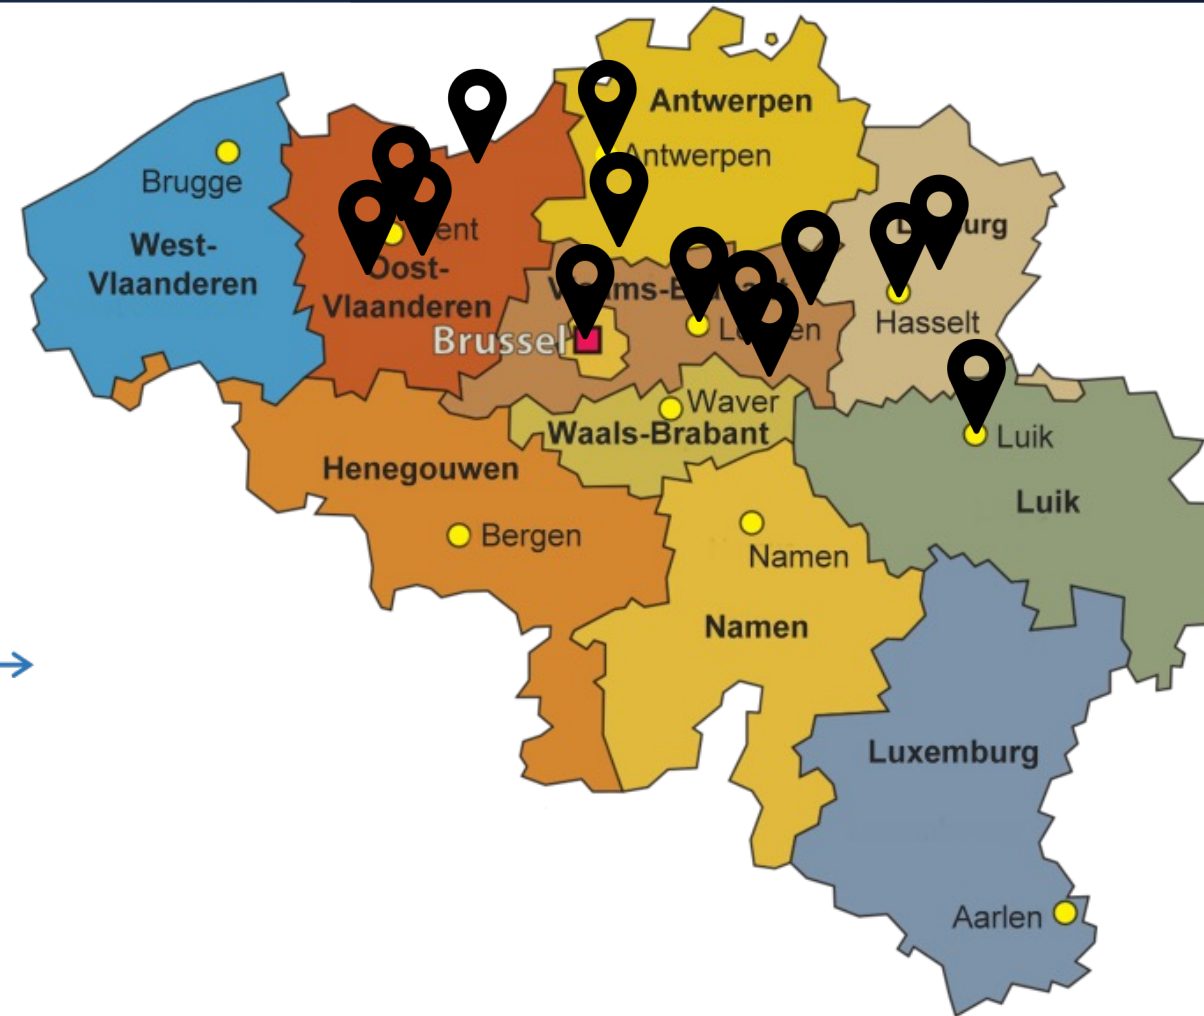 Antwerpen
Antwerpen
Brugge
West-
Vlaanderen
Oost-
Vlaanderen
Brussel
Hasselt
Waver
Waals-Brabant
Luik
Luik
Henegouwen
Bergen
Namen
Namen
Luxemburg
Aarlen